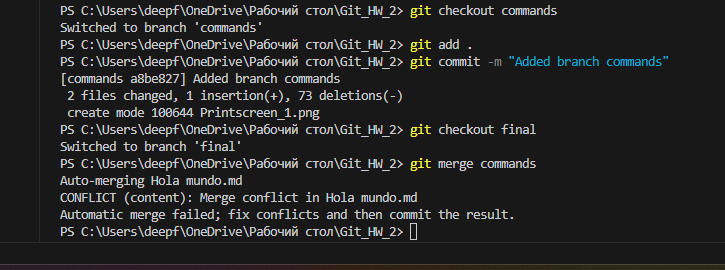 PS C:\Users\deepf\OneDrive\Рабочий стол\Git_HW_2> git checkout commands
Switched to branch 'commands'
PS C:\Users\deepf\OneDrive\Рабочий стол\Git_HW_2> git add .
PS C:\Users\deepf\OneDrive\Рабочий стол\Git_HW_2> git commit -m "Added branch commands"
[commands a8be827] Added branch commands
 2 files changed, 1 insertion(+), 73 deletions(-)
 create mode 100644 Printscreen_1.png
PS C:\Users\deepf\OneDrive\Рабочий стол\Git_HW_2> git checkout final
Switched to branch 'final'
PS C:\Users\deepf\OneDrive\Рабочий стол\Git_HW_2> git merge commands
Auto-merging Hola mundo.md
CONFLICT (content): Merge conflict in Hola mundo.md
Automatic merge failed; fix conflicts and then commit the result.
PS C:\Users\deepf\OneDrive\Рабочий стол\Git_HW_2>